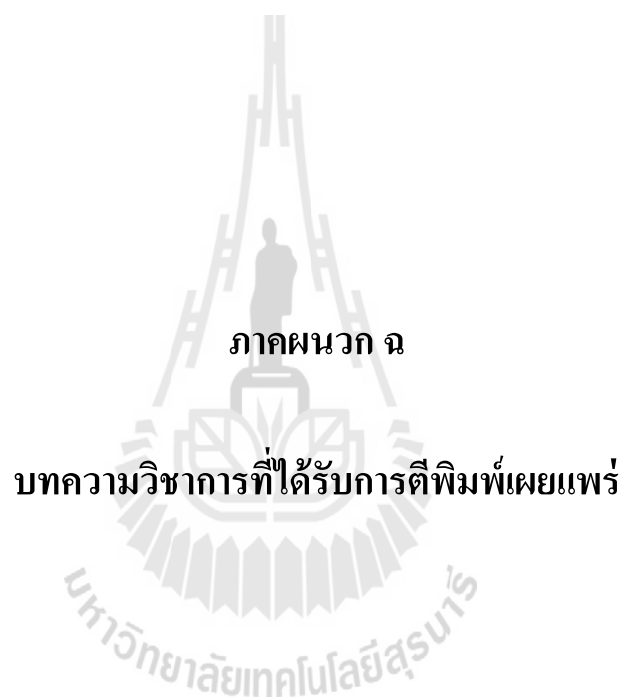 ภาคผนวก ฉ
บทความวิชาการที่ได้รับการตีพิมพ์เผยแพร่
มหาวิทยาลัยเทคโนโลยีสุรนารี